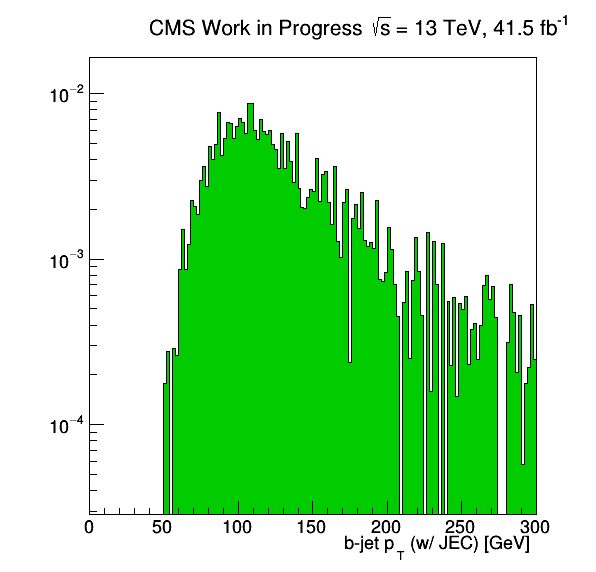 CMS Work in Progress √s = 13 TeV, 41.5 fb⁻¹
10⁻²
10⁻³
10⁻⁴
0 50 100 150 200 250 300
b-jet p_T (w/ JEC) [GeV]